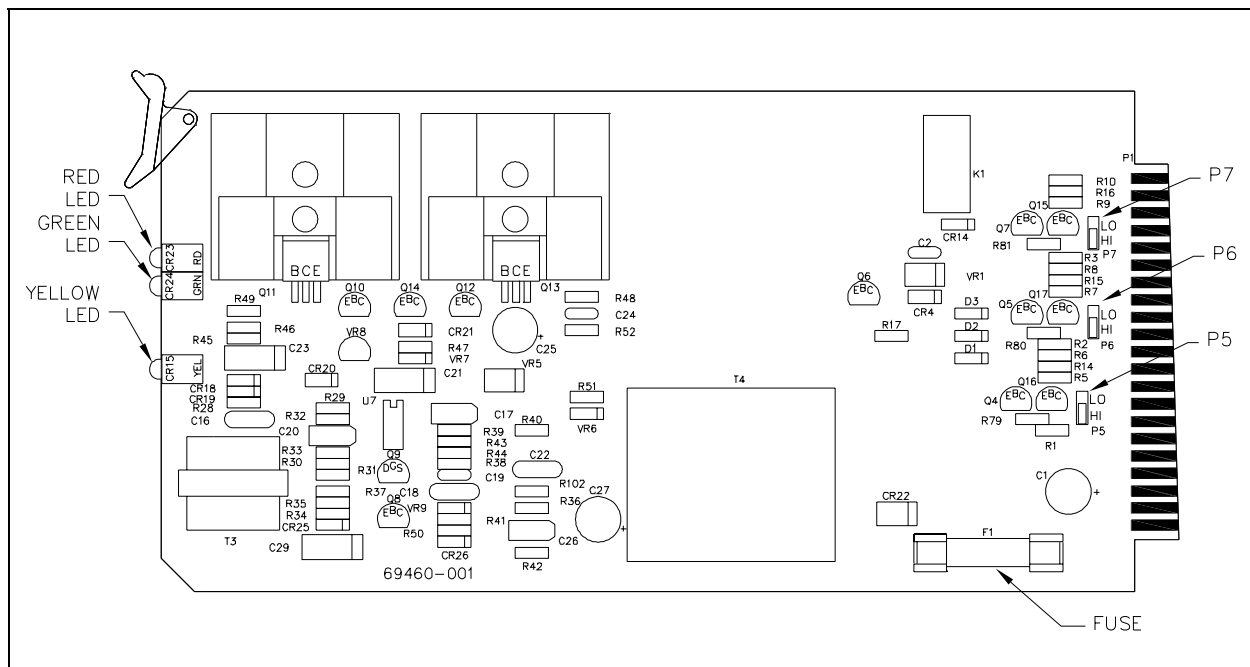 RED
LED
GREEN
LED
YELLOW
LED
CR23
RD
CR24
GRN
CR15
YEL
Q11
BCE
BCE
Q13
Q10
EBC
Q14
EBC
Q12
EBC
R49
R45
R46
C23
VR8
CR21
R47
VR7
C21
C25
+
R48
C24
R52
VR5
CR20
CR18
CR19
R28
C16
R29
R32
C20
U7
C17
R39
R43
R44
R38
C19
R51
VR6
R40
C22
R102
R36
C27
+
R33
R30
R31
Q9
DGS
R37
C18
Q8
EBC
VR9
R50
R35
R34
CR25
T3
C29
R41
C26
CR26
R42
69460-001
T4
K1
CR14
C2
VR1
CR4
Q6
EBC
R17
D3
D2
D1
P1
R10
R16
R9
Q15
Q7
EBC
EBC
R81
LO
HI
P7
P7
R3
R8
R15
R7
Q17
Q5
EBC
EBC
R80
LO
HI
P6
P6
R2
R6
R14
R5
Q16
Q4
EBC
EBC
R79
R1
LO
HI
P5
P5
C1
+
CR22
F1
FUSE